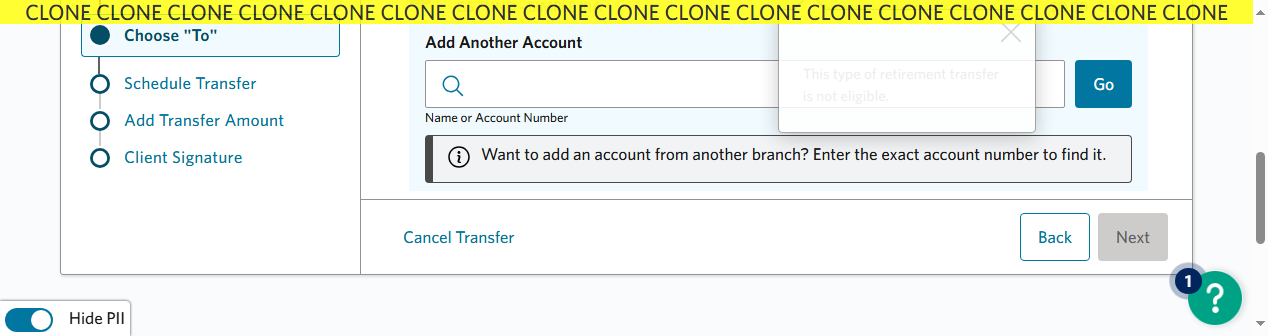 CLONE CLONE CLONE CLONE CLONE CLONE CLONE CLONE CLONE CLONE CLONE CLONE CLONE CLONE CLONE CLONE CLONE
Choose "To"
Schedule Transfer
Add Transfer Amount
Client Signature
Add Another Account
This type of retirement transfer
is not eligible.
Go
Name or Account Number
Want to add an account from another branch? Enter the exact account number to find it.
Cancel Transfer
Back
Next
1
?
Hide PII